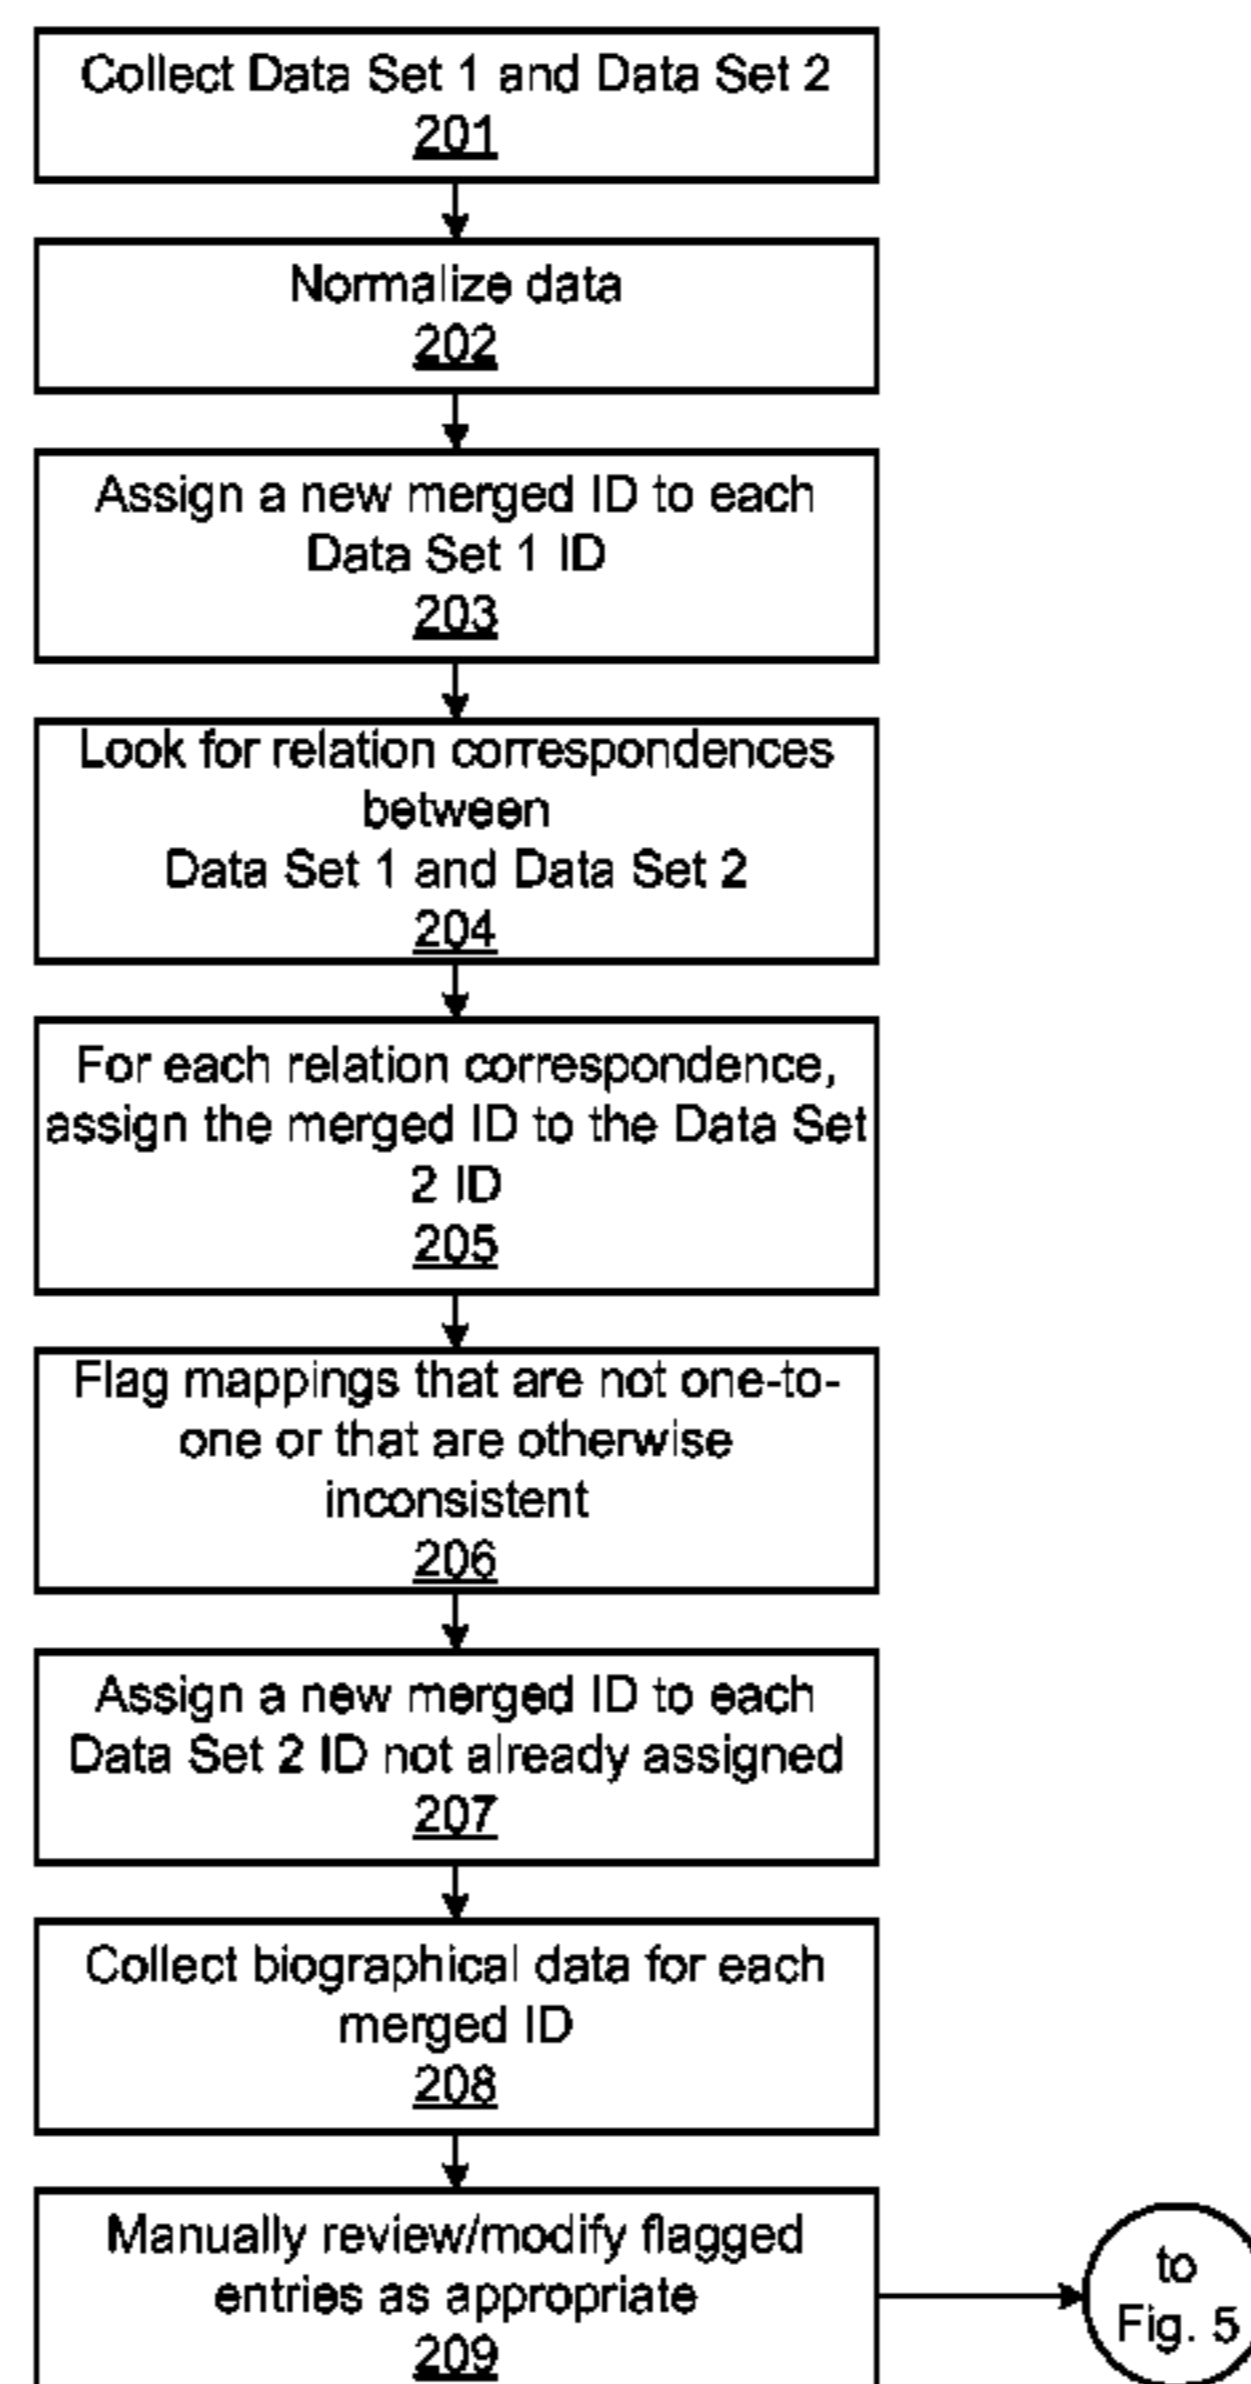 Collect Data Set 1 and Data Set 2
201
Normalize data
202
Assign a new merged ID to each
Data Set 1 ID
203
Look for relation correspondences
between
Data Set 1 and Data Set 2
204
For each relation correspondence,
assign the merged ID to the Data Set
2 ID
205
Flag mappings that are not one-to-
one or that are otherwise
inconsistent
206
Assign a new merged ID to each
Data Set 2 ID not already assigned
207
Collect biographical data for each
merged ID
208
Manually review/modify flagged
entries as appropriate
209
to
Fig. 5